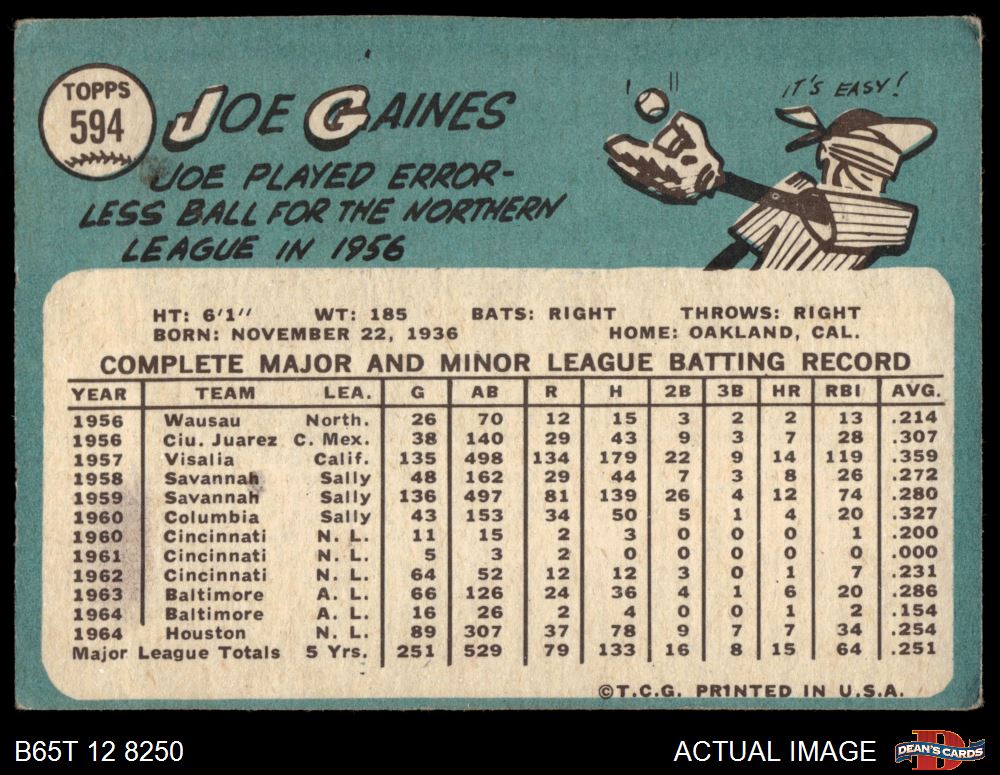 TOPPS
594
JOE GAINES
IT'S EASY!
JOE PLAYED ERROR-
LESS BALL FOR THE NORTHERN
LEAGUE IN 1956
HT: 6'1" WT: 185 BATS: RIGHT THROWS: RIGHT
BORN: NOVEMBER 22, 1936 HOME: OAKLAND, CAL.
COMPLETE MAJOR AND MINOR LEAGUE BATTING RECORD
YEAR TEAM LEA. G AB R H 2B 3B HR RBI AVG.
1956 Wausau North. 26 70 12 15 3 2 2 13 .214
1956 Ciu. Juarez C. Mex. 38 140 29 43 9 3 7 28 .307
1957 Visalia Calif. 135 498 134 179 22 9 14 119 .359
1958 Savannah Sally 48 162 29 44 7 3 8 26 .272
1959 Savannah Sally 136 497 81 139 26 4 12 74 .280
1960 Columbia Sally 43 153 34 50 5 1 4 20 .327
1960 Cincinnati N. L. 11 15 2 3 0 0 0 1 .200
1961 Cincinnati N. L. 5 3 2 0 0 0 0 0 .000
1962 Cincinnati N. L. 64 52 12 12 3 0 1 7 .231
1963 Baltimore A. L. 66 126 24 36 4 1 6 20 .286
1964 Baltimore A. L. 16 26 2 4 0 0 1 2 .154
1964 Houston N. L. 89 307 37 78 9 7 7 34 .254
Major League Totals 5 Yrs. 251 529 79 133 16 8 15 64 .251
©T.C.G. PRINTED IN U.S.A.
B65T 12 8250 ACTUAL IMAGE DEAN'S CARDS